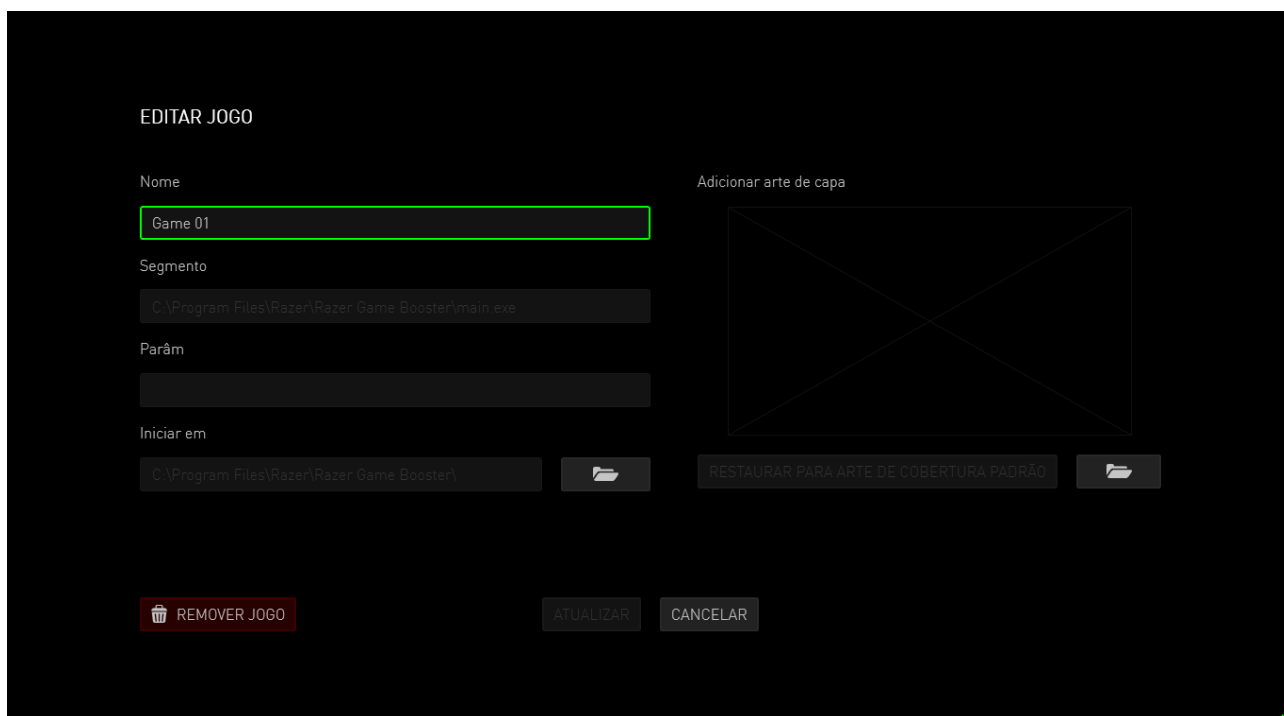 EDITAR JOGO
Nome
Game 01
Segmento
C:\Program Files\Razer\Razer Game Booster\main.exe
Parâm
Iniciar em
C:\Program Files\Razer\Razer Game Booster\
Adicionar arte de capa
RESTAURAR PARA ARTE DE COBERTURA PADRÃO
REMOVER JOGO
ATUALIZAR
CANCELAR